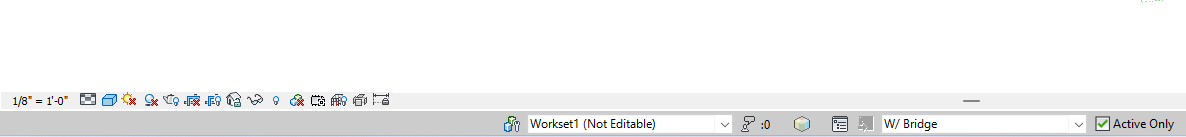 1/8" = 1'-0"
Workset1 (Not Editable) :0 W/ Bridge Active Only